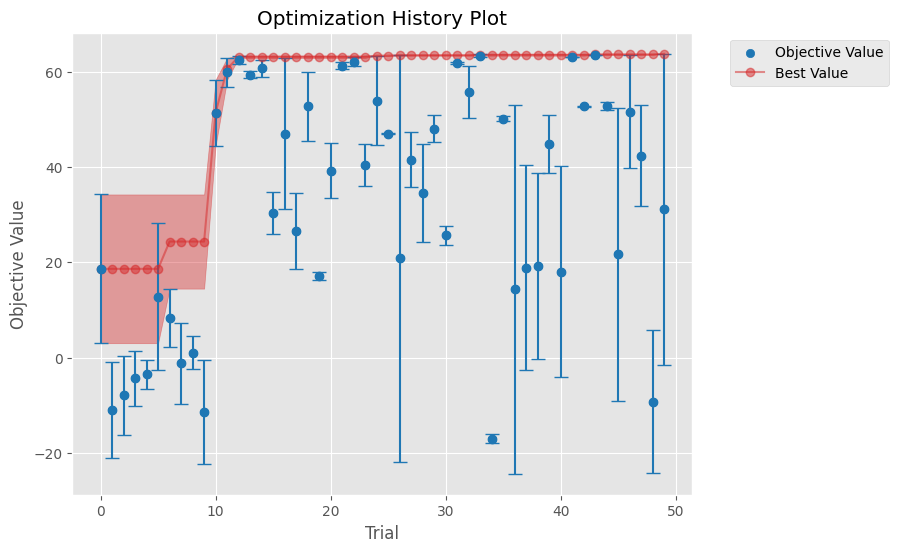 Optimization History Plot
Objective Value
Best Value
Objective Value
60
40
20
0
−20
0 10 20 30 40 50
Trial